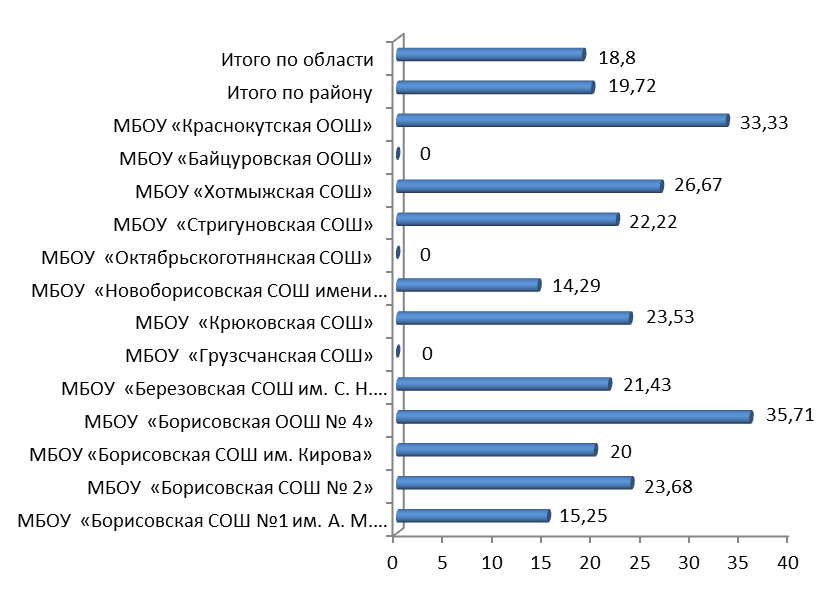 Итого по области 18,8
Итого по району 19,72
МБОУ «Краснокутская ООШ» 33,33
МБОУ «Байцуровская ООШ» 0
МБОУ «Хотмыжская СОШ» 26,67
МБОУ «Стригуновская СОШ» 22,22
МБОУ «Октябрьскоготнянская СОШ» 0
МБОУ «Новоборисовская СОШ имени... 14,29
МБОУ «Крюковская СОШ» 23,53
МБОУ «Грузсчанская СОШ» 0
МБОУ «Березовская СОШ им. С. Н.... 21,43
МБОУ «Борисовская ООШ № 4» 35,71
МБОУ «Борисовская СОШ им. Кирова» 20
МБОУ «Борисовская СОШ № 2» 23,68
МБОУ «Борисовская СОШ №1 им. А. М.... 15,25
0 5 10 15 20 25 30 35 40